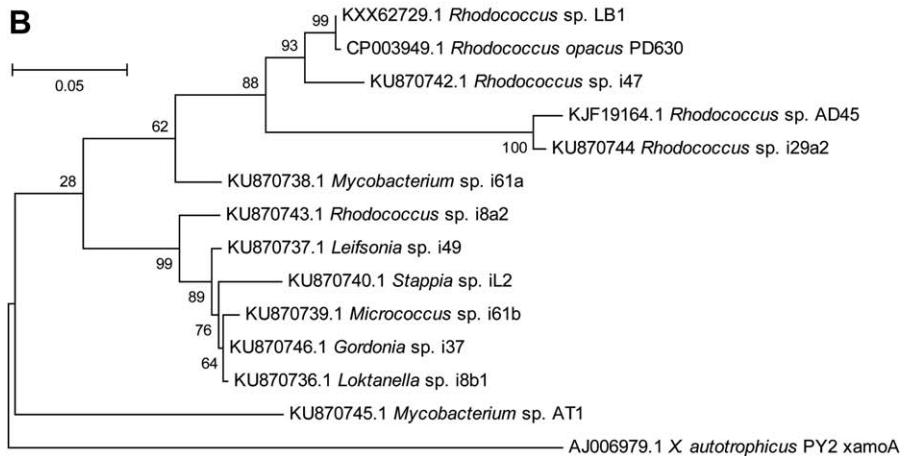 B
0.05
99
KXX62729.1 Rhodococcus sp. LB1
93
CP003949.1 Rhodococcus opacus PD630
88
KU870742.1 Rhodococcus sp. i47
KJF19164.1 Rhodococcus sp. AD45
62
100
KU870744 Rhodococcus sp. i29a2
28
KU870738.1 Mycobacterium sp. i61a
KU870743.1 Rhodococcus sp. i8a2
99
KU870737.1 Leifsonia sp. i49
89
KU870740.1 Stappia sp. iL2
76
KU870739.1 Micrococcus sp. i61b
64
KU870746.1 Gordonia sp. i37
KU870736.1 Loktanella sp. i8b1
KU870745.1 Mycobacterium sp. AT1
AJ006979.1 X. autotrophicus PY2 xamoA